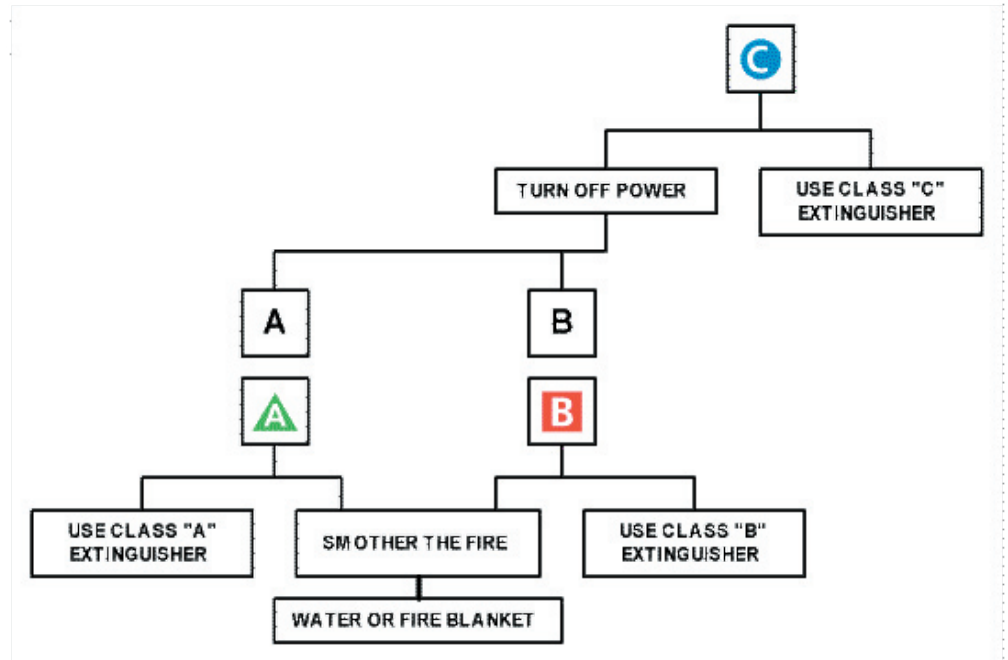 C
TURN OFF POWER
USE CLASS "C"
EXTINGUISHER
A
B
A
B
USE CLASS "A"
EXTINGUISHER
SMOTHER THE FIRE
USE CLASS "B"
EXTINGUISHER
WATER OR FIRE BLANKET